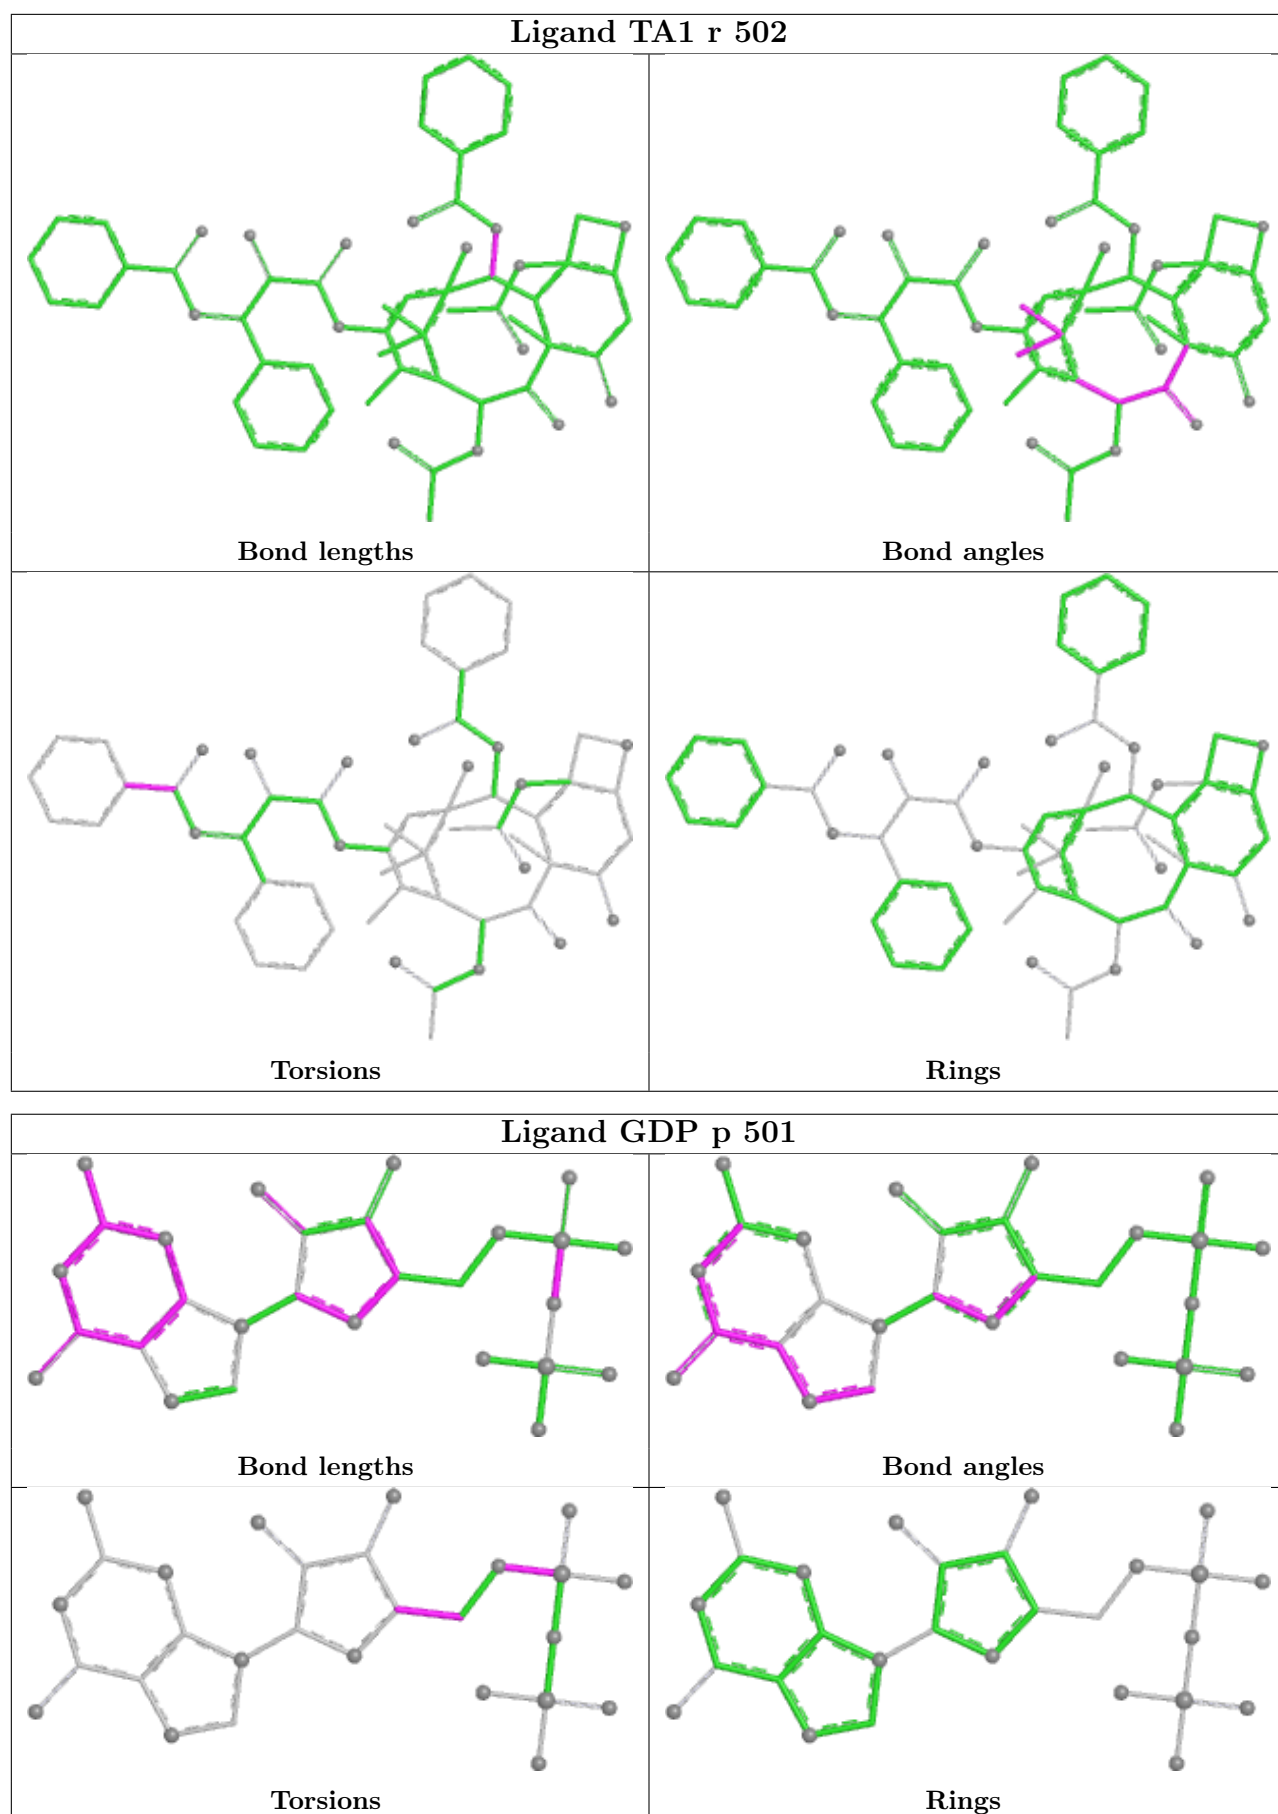 Ligand TA1 r 502
Bond lengths
Bond angles
Torsions
Rings
Ligand GDP p 501
Bond lengths
Bond angles
Torsions
Rings